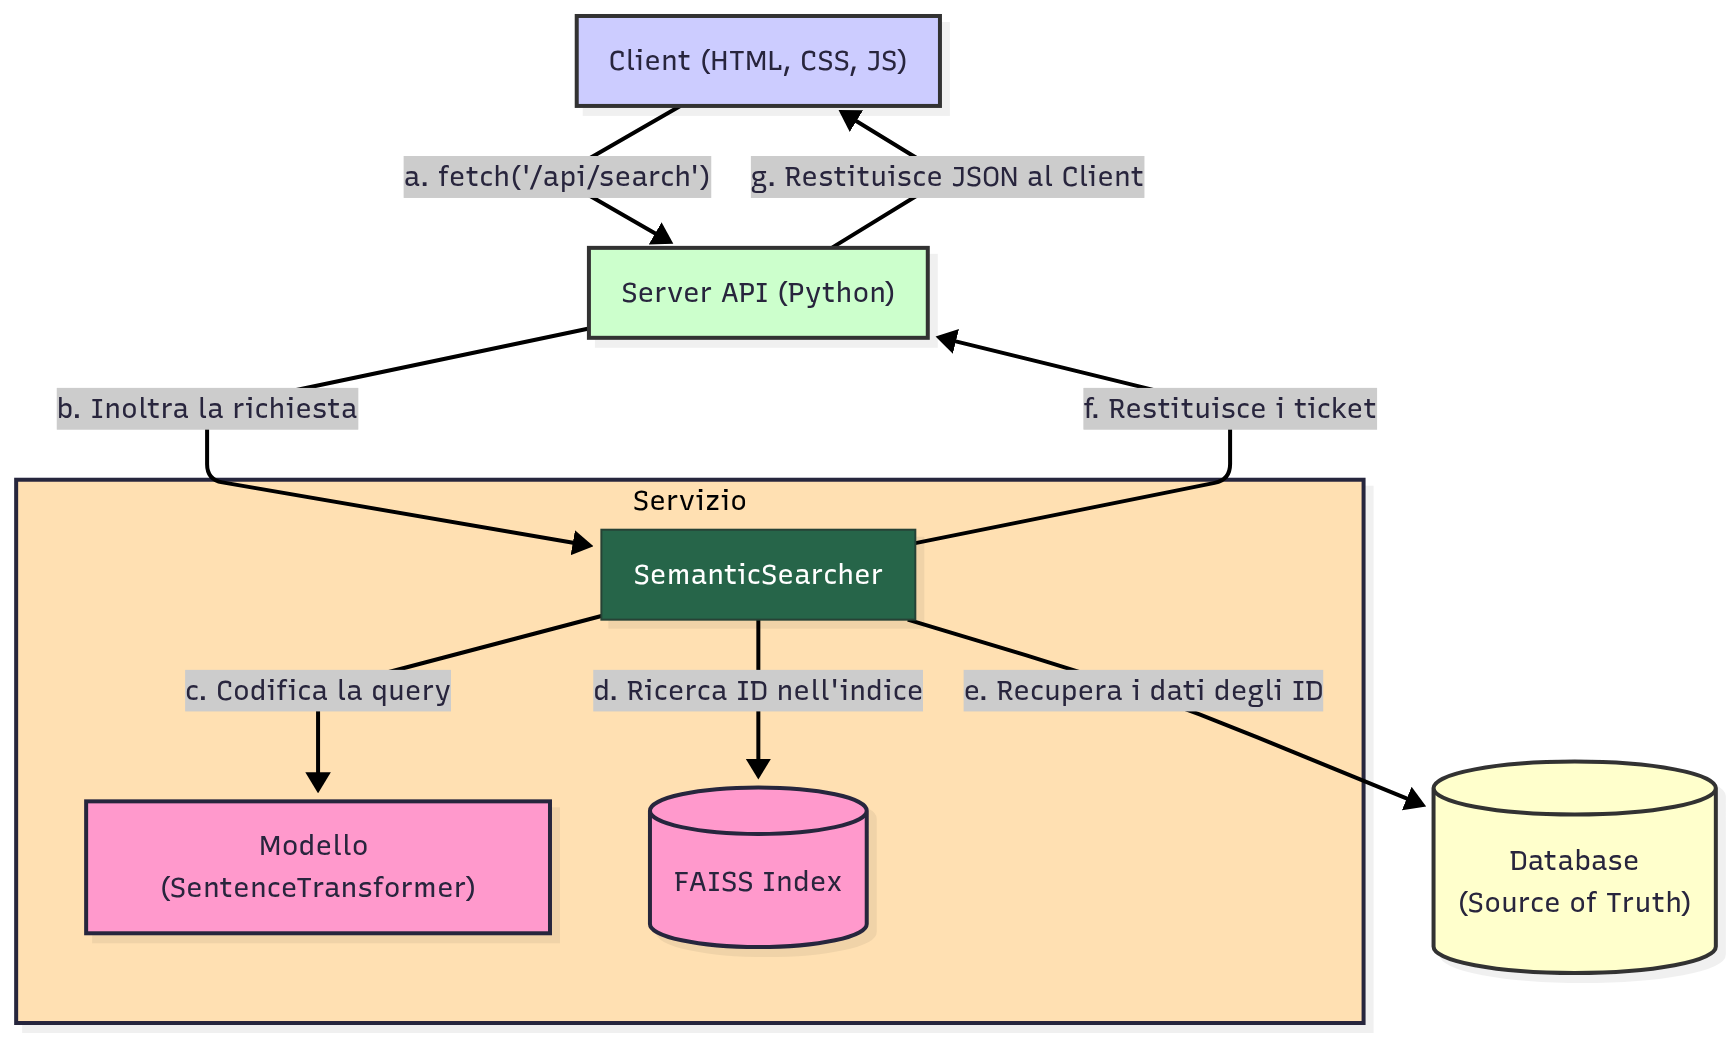 Client (HTML, CSS, JS)
a. fetch('/api/search')
g. Restituisce JSON al Client
Server API (Python)
b. Inoltra la richiesta
f. Restituisce i ticket
Servizio
SemanticSearcher
c. Codifica la query
d. Ricerca ID nell'indice
e. Recupera i dati degli ID
Modello
(SentenceTransformer)
FAISS Index
Database
(Source of Truth)